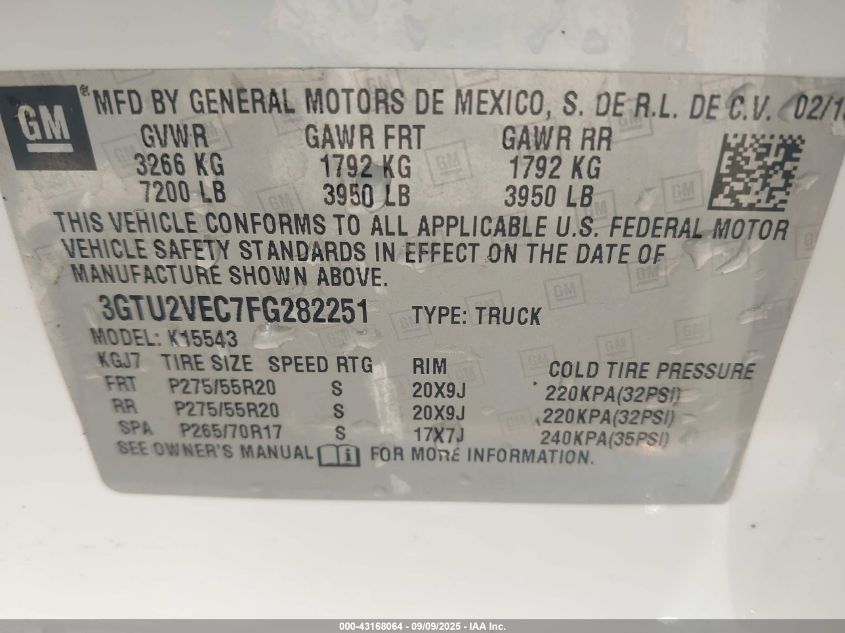 GM ® MFD BY GENERAL MOTORS DE MEXICO, S. DE R.L. DE C.V. 02/15
GVWR GAWR FRT GAWR RR
3266 KG 1792 KG 1792 KG
7200 LB 3950 LB 3950 LB
THIS VEHICLE CONFORMS TO ALL APPLICABLE U.S. FEDERAL MOTOR
VEHICLE SAFETY STANDARDS IN EFFECT ON THE DATE OF
MANUFACTURE SHOWN ABOVE.
3GTU2VEC7FG282251 TYPE: TRUCK
MODEL: K15543
KGJ7 TIRE SIZE SPEED RTG RIM COLD TIRE PRESSURE
FRT P275/55R20 S 20X9J 220KPA(32PSI)
RR P275/55R20 S 20X9J 220KPA(32PSI)
SPA P265/70R17 S 17X7J 240KPA(35PSI)
SEE OWNER'S MANUAL FOR MORE INFORMATION.
000-43168064 - 09/09/2025 - IAA Inc.